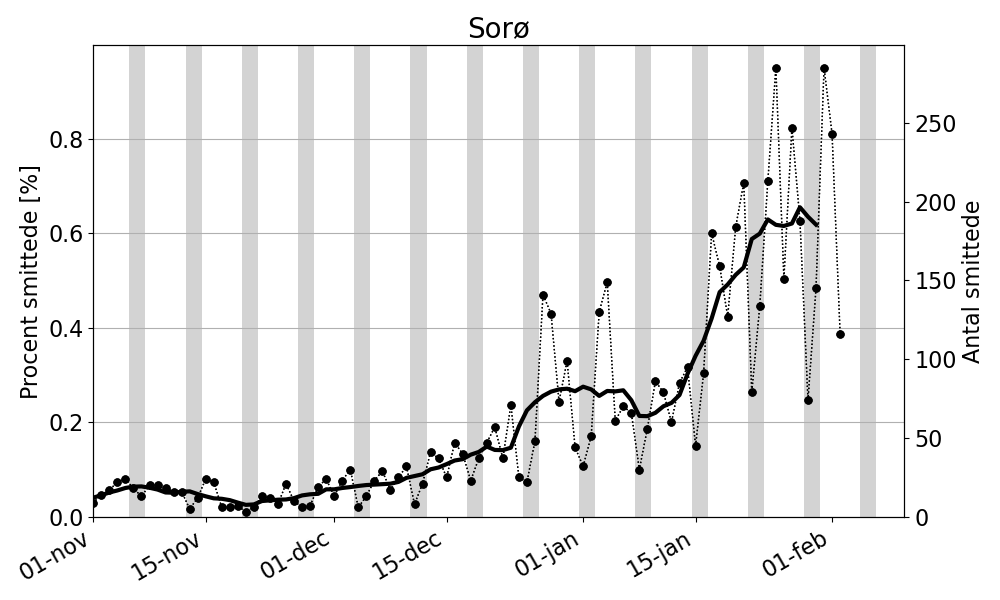 Sorø
Procent smittede [%]
0.8
0.6
0.4
0.2
0.0
250
200
150
100
50
0
Antal smittede
01-nov
15-nov
01-dec
15-dec
01-jan
15-jan
01-feb